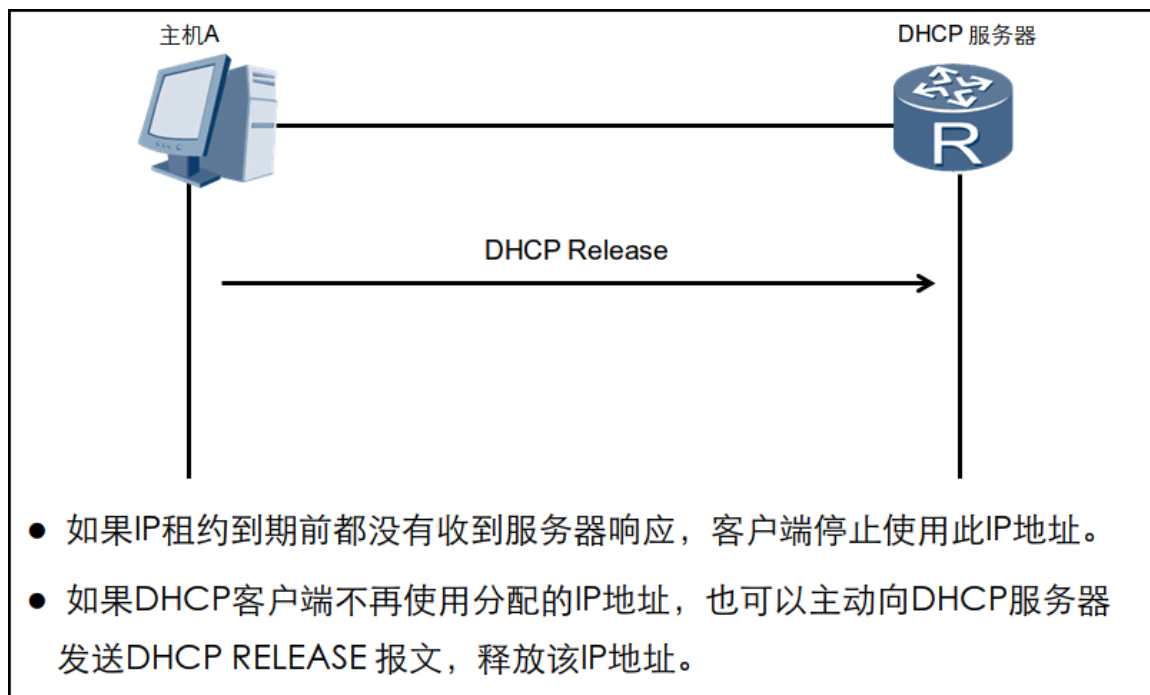 主机A
DHCP 服务器
R
DHCP Release
● 如果IP租约到期前都没有收到服务器响应，客户端停止使用此IP地址。
● 如果DHCP客户端不再使用分配的IP地址，也可以主动向DHCP服务器
发送DHCP RELEASE 报文，释放该IP地址。